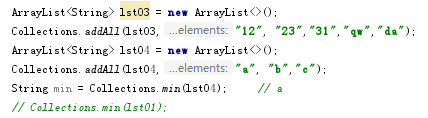 ArrayList<String> lst03 = new ArrayList<>();
Collections.addAll(lst03, ...elements: "12", "23","31","qw","da");
ArrayList<String> lst04 = new ArrayList<>();
Collections.addAll(lst04, ...elements: "a", "b","c");
String min = Collections.min(lst04);     // a
// Collections.min(lst01);